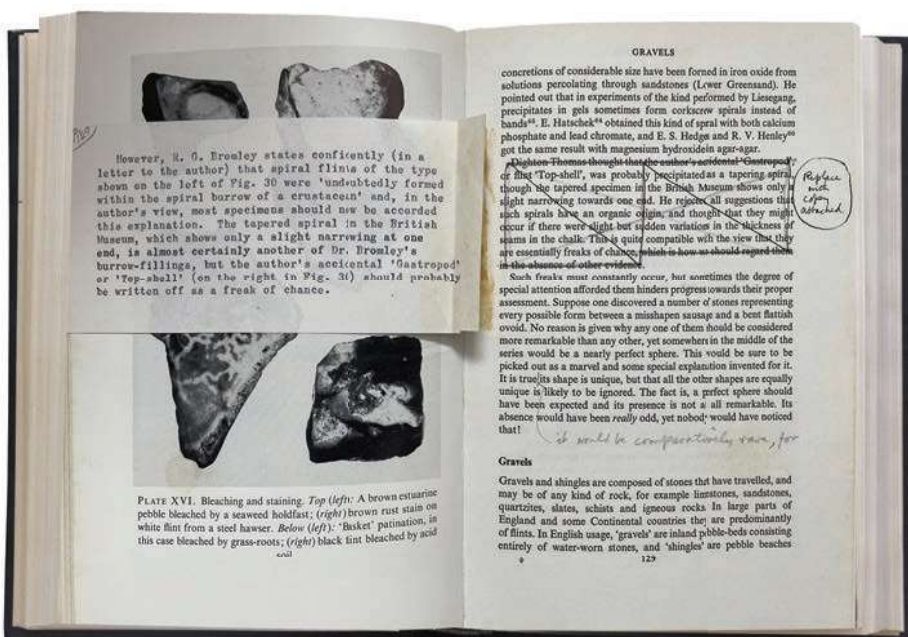 P129
However, R. G. Bromley states conficently (in a
letter to the author) that spiral flints of the type
shown on the left of Fig. 30 were 'undoubtedly formed
within the spiral burrow of a crustacean' and, in the
author's view, most specimens should now be accorded
this explanation. The tapered spiral in the British
Museum, which shows only a slight narrowing at one
end, is almost certainly another of Dr. Bromley's
burrow-fillings, but the author's accidental 'Gastropod'
or 'Top-shell' (on the right in Fig. 30) should probably
be written off as a freak of chance.
PLATE XVI. Bleaching and staining. Top (left): A brown estuarine
pebble bleached by a seaweed holdfast; (right) brown rust stain on
white flint from a steel hawser. Below (left): 'Basket' patination, in
this case bleached by grass-roots; (right) black flint bleached by acid
soil
GRAVELS
concretions of considerable size have been formed in iron oxide from
solutions percolating through sandstones (Lower Greensand). He
pointed out that in experiments of the kind performed by Liesegang,
precipitates in gels sometimes form corkscrew spirals instead of
bands⁶⁵. E. Hatschek⁶⁴ obtained this kind of spiral with both calcium
phosphate and lead chromate, and E. S. Hedges and R. V. Henley⁶⁶
got the same result with magnesium hydroxide in agar-agar.
Dighton Thomas thought that the author's accidental 'Gastropod',
or flint 'Top-shell', was probably precipitated as a tapering spiral
though the tapered specimen in the British Museum shows only a
slight narrowing towards one end. He rejected all suggestions that
such spirals have an organic origin, and thought that they might
occur if there were slight but sudden variations in the thickness of
seams in the chalk. This is quite compatible with the view that they
are essentially freaks of chance, which is how we should regard them
in the absence of other evidence.
Replace
with
copy
attached.
Such freaks must constantly occur, but sometimes the degree of
special attention afforded them hinders progress towards their proper
assessment. Suppose one discovered a number of stones representing
every possible form between a misshapen sausage and a bent flattish
ovoid. No reason is given why any one of them should be considered
more remarkable than any other, yet somewhere in the middle of the
series would be a nearly perfect sphere. This would be sure to be
picked out as a marvel and some special explanation invented for it.
It is true its shape is unique, but that all the other shapes are equally
unique is likely to be ignored. The fact is, a perfect sphere should
have been expected and its presence is not at all remarkable. Its
absence would have been really odd, yet nobody would have noticed
that!
it would be comparatively rare, for
Gravels
Gravels and shingles are composed of stones that have travelled, and
may be of any kind of rock, for example limestones, sandstones,
quartzites, slates, schists and igneous rocks. In large parts of
England and some Continental countries they are predominantly
of flints. In English usage, 'gravels' are inland pebble-beds consisting
entirely of water-worn stones, and 'shingles' are pebble beaches
129